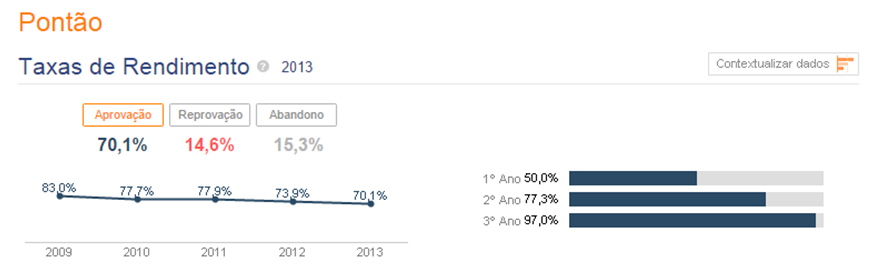 Pontão
Taxas de Rendimento ? 2013
Contextualizar dados
Aprovação Reprovação Abandono
70,1% 14,6% 15,3%
83,0% 77,7% 77,9% 73,9% 70,1%
2009 2010 2011 2012 2013
1º Ano 50,0%
2º Ano 77,3%
3º Ano 97,0%